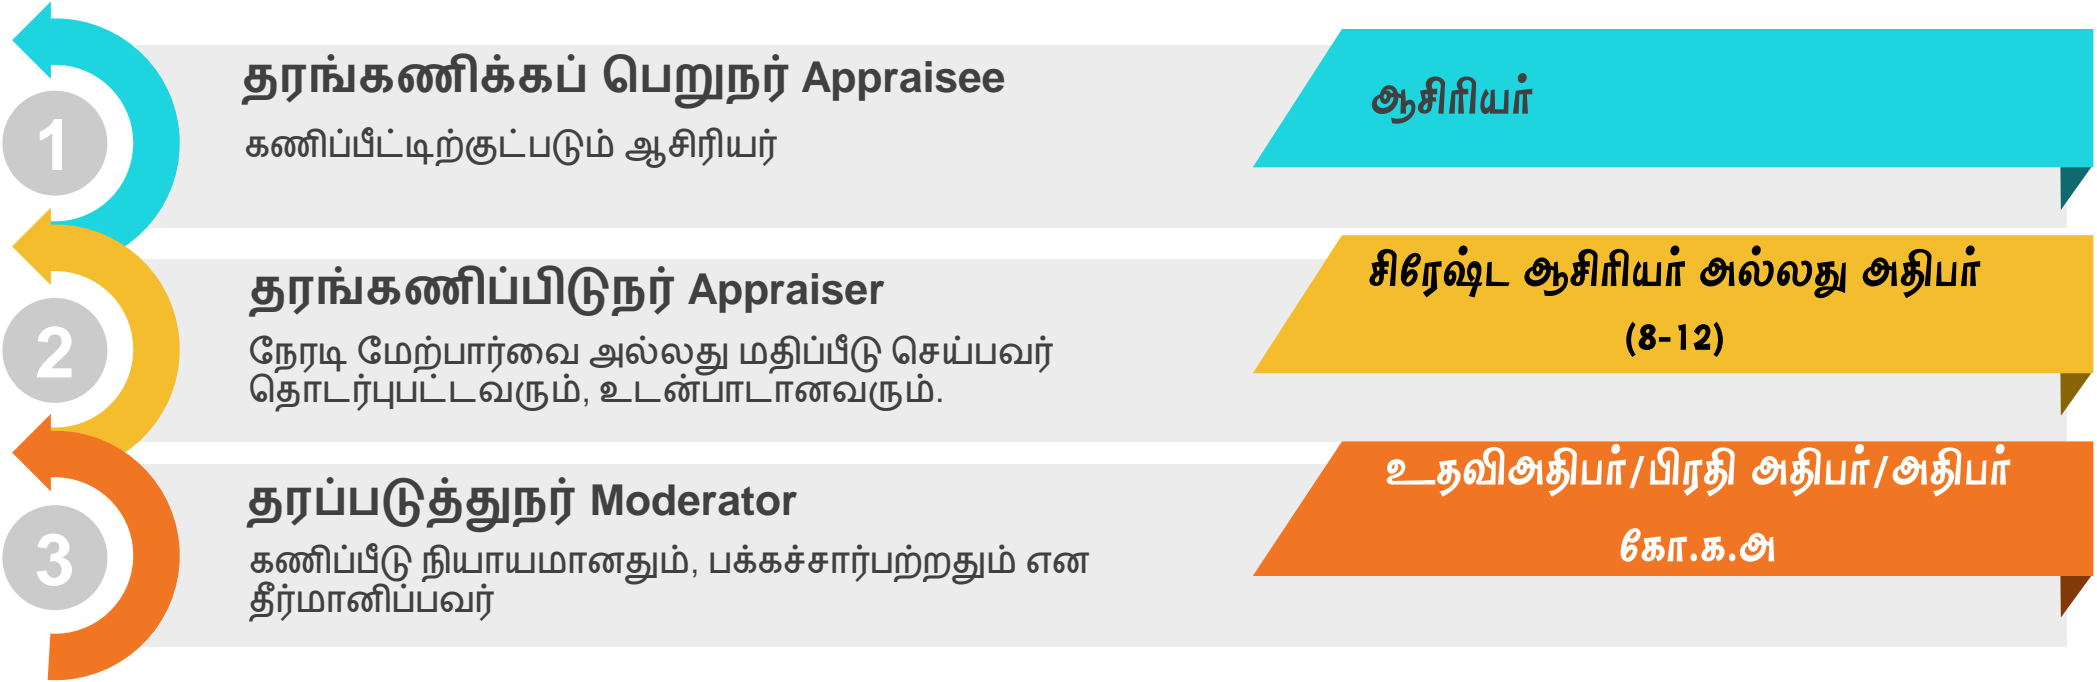 1
தரங்கணிக்கப் பெறுநர் Appraisee
கணிப்பீட்டிற்குட்படும் ஆசிரியர்
ஆசிரியர்
2
தரங்கணிப்பிடுநர் Appraiser
நேரடி மேற்பார்வை அல்லது மதிப்பீடு செய்பவர்
தொடர்புபட்டவரும், உடன்பாடானவரும்.
சிரேஷ்ட ஆசிரியர் அல்லது அதிபர்
(8-12)
3
தரப்படுத்துநர் Moderator
கணிப்பீடு நியாயமானதும், பக்கச்சார்பற்றதும் என
தீர்மானிப்பவர்
உதவிஅதிபர்/பிரதி அதிபர்/அதிபர்
கோ.க.அ